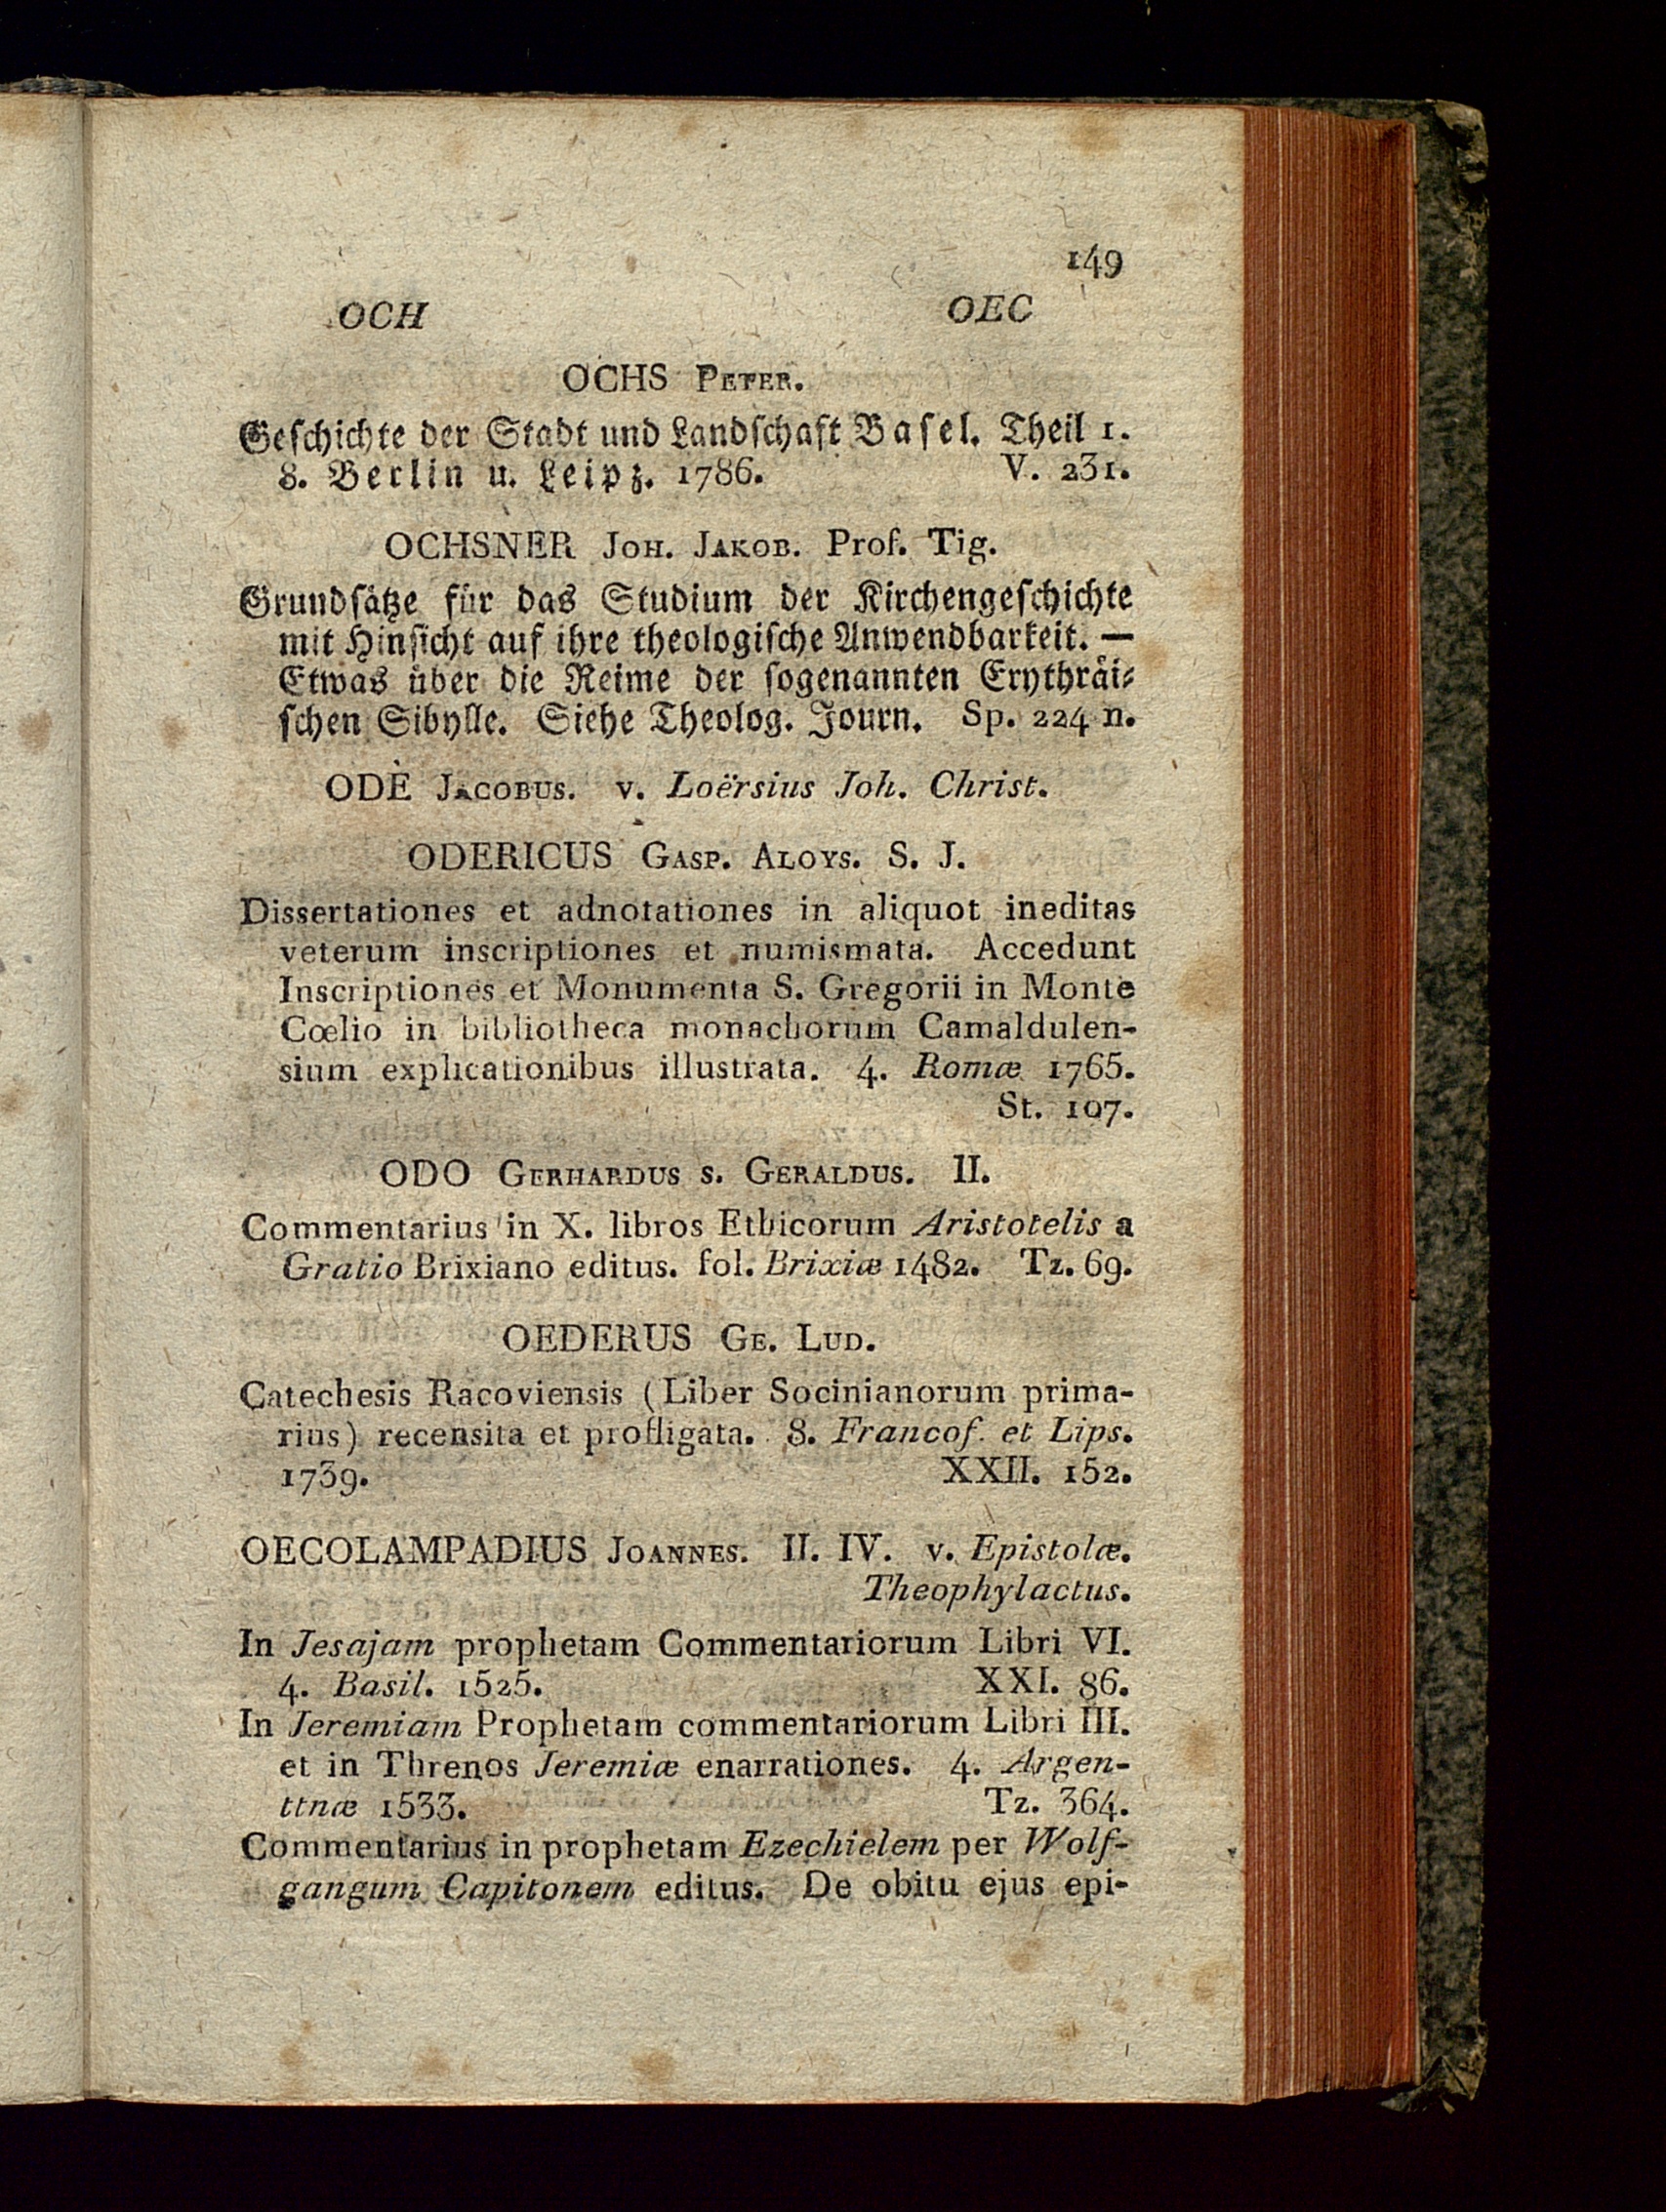 149
OCH OEC
OCHS Peter.
Geschichte der Stadt und Landschaft Basel. Theil 1.
8. Berlin u. Leipz. 1786. V. 231.
OCHSNER Joh. Jakob. Prof. Tig.
Grundsätze für das Studium der Kirchengeschichte
mit Hinsicht auf ihre theologische Anwendbarkeit. —
Etwas über die Reime der sogenannten Erythräi-
schen Sibylle. Siehe Theolog. Journ. Sp. 224 n.
ODÈ Jacobus. v. Loërsius Joh. Christ.
ODERICUS Gasp. Aloys. S. J.
Dissertationes et adnotationes in aliquot ineditas
veterum inscriptiones et numismata. Accedunt
Inscriptiones et Monumenta S. Gregorii in Monte
Cœlio in bibliotheca monachorum Camaldulen-
sium explicationibus illustrata. 4. Romæ 1765.
St. 107.
ODO Gerhardus s. Geraldus. II.
Commentarius in X. libros Ethicorum Aristotelis a
Gratio Brixiano editus. fol. Brixiæ 1482. Tz. 69.
OEDERUS Ge. Lud.
Catechesis Racoviensis (Liber Socinianorum prima-
rius) recensita et profligata. 8. Francof. et Lips.
1739. XXII. 152.
OECOLAMPADIUS Joannes. II. IV. v. Epistolæ.
Theophylactus.
In Jesajam prophetam Commentariorum Libri VI.
4. Basil. 1525. XXI. 86.
In Jeremiam Prophetam commentariorum Libri III.
et in Threnos Jeremiæ enarrationes. 4. Argen-
ttnæ 1533. Tz. 364.
Commentarius in prophetam Ezechielem per Wolf-
gangum Capitonem editus. De obitu ejus epi-